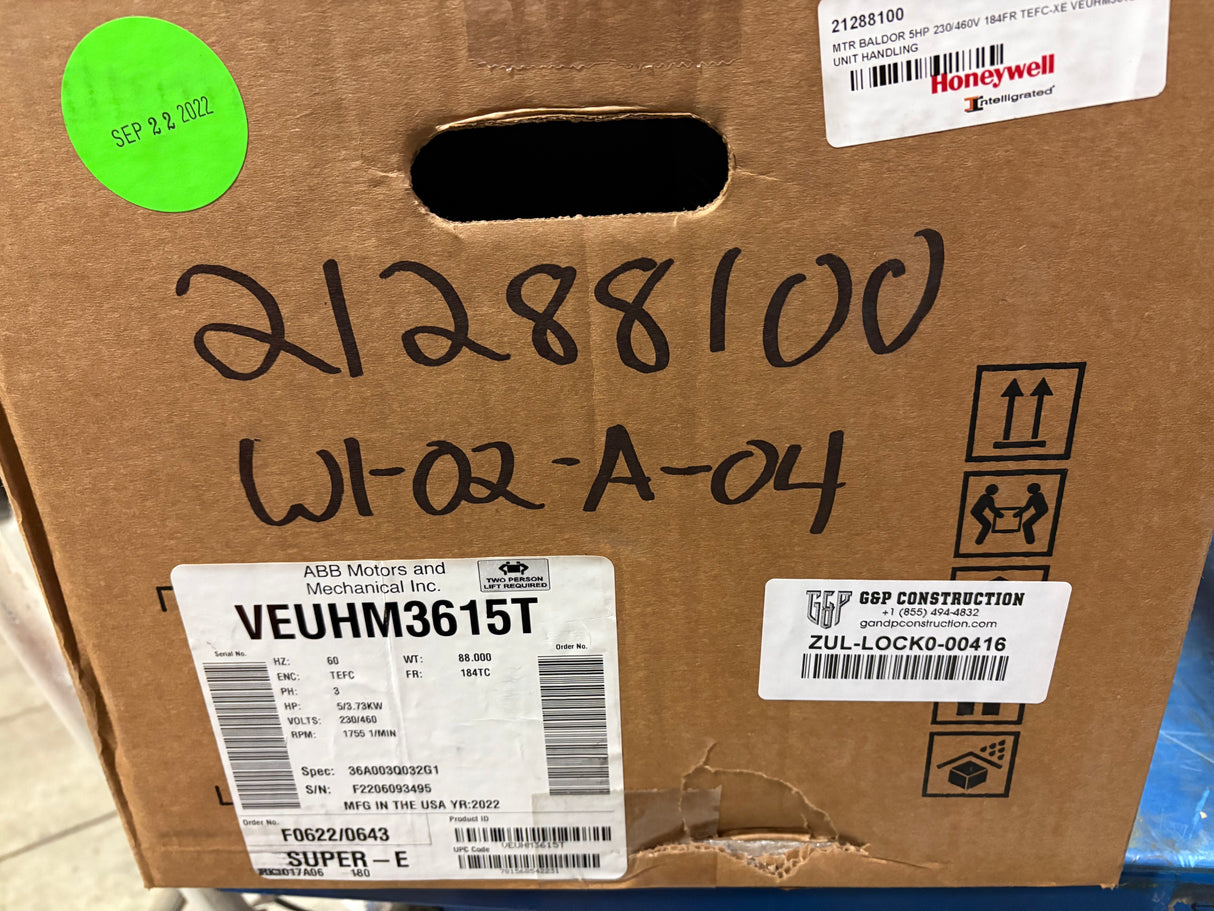 SEP 22 2022
21288100
MTR BALDOR 5HP 230/460V 184FR TEFC-XE
UNIT HANDLING
Honeywell
Intelligrated
21288100
W1-02-A-04
ABB Motors and
Mechanical Inc.
TWO PERSON
LIFT REQUIRED
VEUHM3615T
Serial No.
Order No.
HZ: 60 WT: 88.000
ENC: TEFC FR: 184TC
PH: 3
HP: 5/3.73KW
VOLTS: 230/460
RPM: 1755 1/MIN
Spec: 36A003Q032G1
S/N: F2206093495
MFG IN THE USA YR:2022
Order No.
F0622/0643
Product ID
VEUHM3615T
SUPER-E
UPC Code
180
G&P G&P CONSTRUCTION
+1 (855) 494-4832
gandpconstruction.com
ZUL-LOCK0-00416